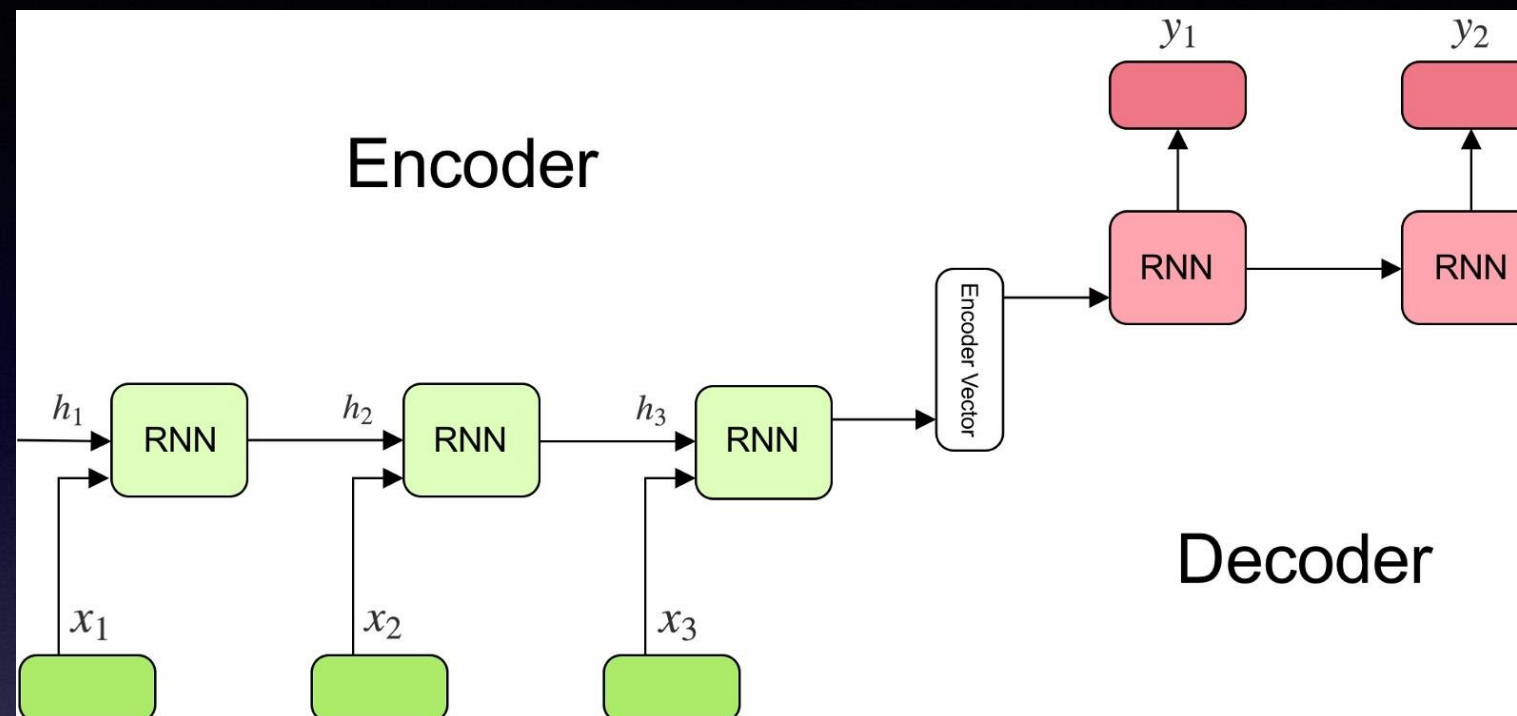 y1
y2
Encoder
RNN
RNN
Encoder Vector
h1
RNN
h2
RNN
h3
RNN
Decoder
x1
x2
x3